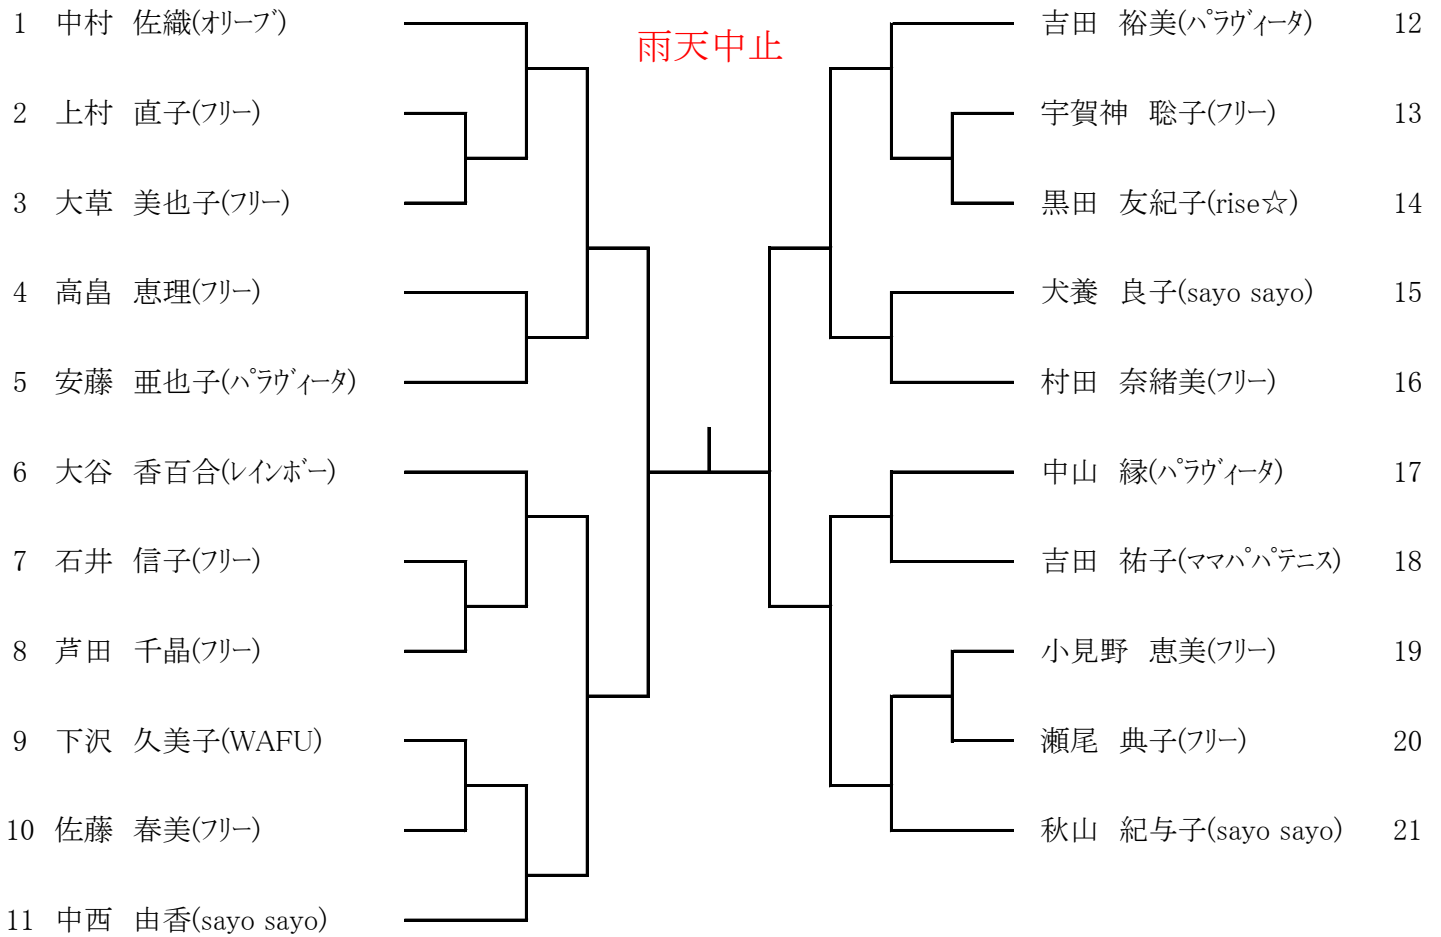 雨天中止
1 中村 佐織(オリーブ)
2 上村 直子(フリー)
3 大草 美也子(フリー)
4 高畠 恵理(フリー)
5 安藤 亜也子(パラヴィータ)
6 大谷 香百合(レインボー)
7 石井 信子(フリー)
8 芦田 千晶(フリー)
9 下沢 久美子(WAFU)
10 佐藤 春美(フリー)
11 中西 由香(sayo sayo)
吉田 裕美(パラヴィータ) 12
宇賀神 聡子(フリー) 13
黒田 友紀子(rise☆) 14
犬養 良子(sayo sayo) 15
村田 奈緒美(フリー) 16
中山 縁(パラヴィータ) 17
吉田 祐子(ママパパテニス) 18
小見野 恵美(フリー) 19
瀬尾 典子(フリー) 20
秋山 紀与子(sayo sayo) 21